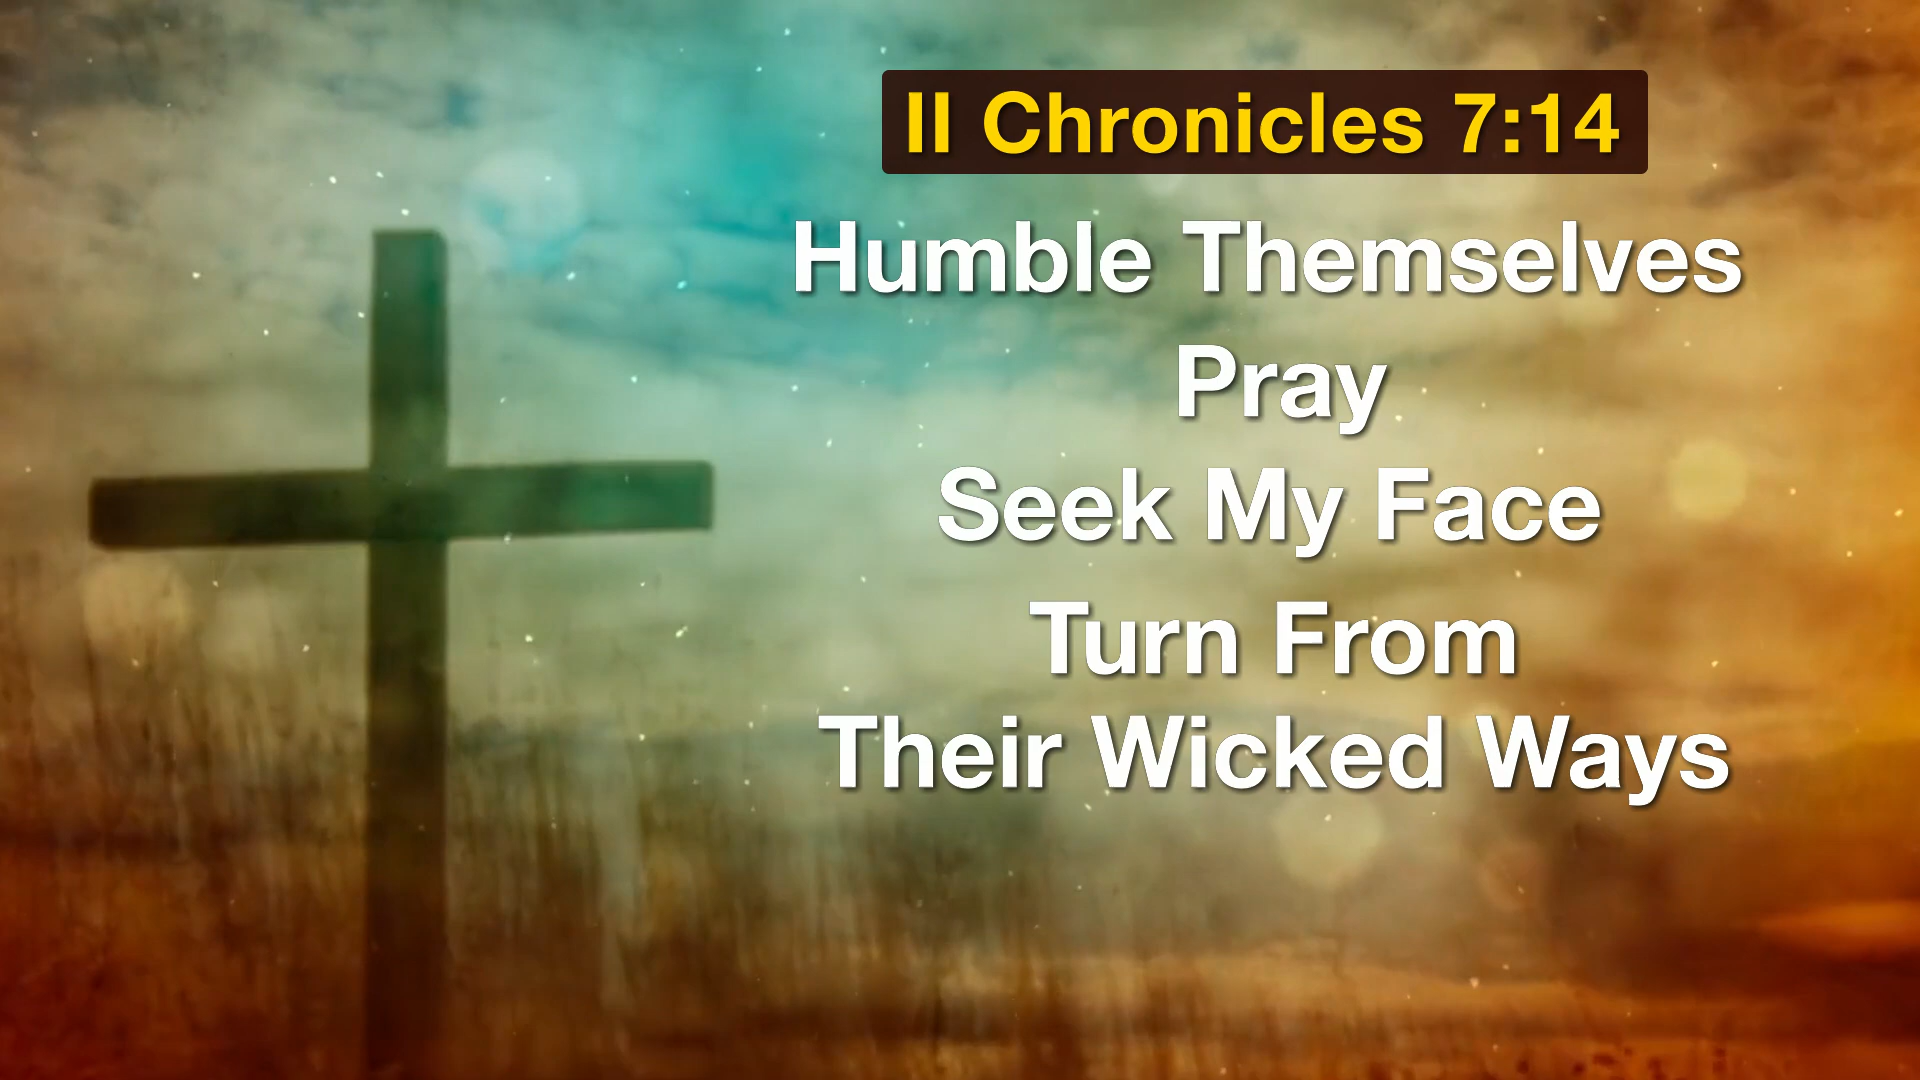 II Chronicles 7:14
Humble Themselves
Pray
Seek My Face
Turn From
Their Wicked Ways